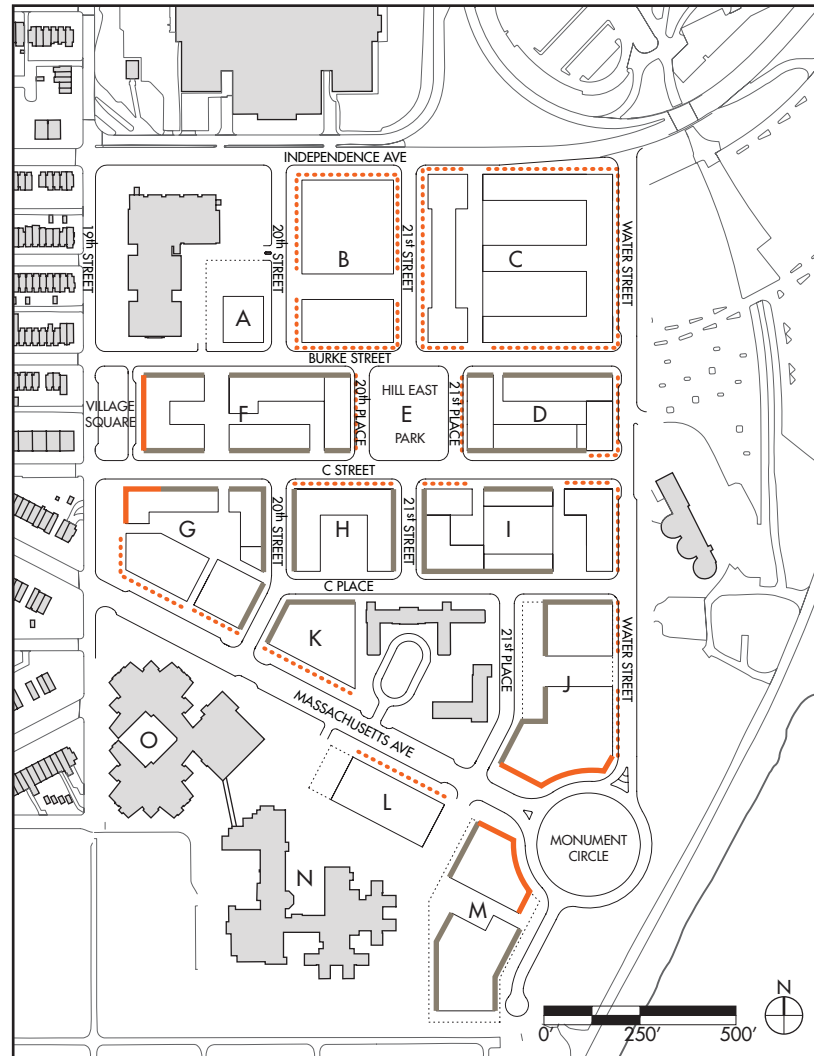 INDEPENDENCE AVE
19th STREET
20th STREET
B
21st STREET
C
WATER STREET
A
BURKE STREET
VILLAGE
SQUARE
F
20th PLACE
HILL EAST
E
PARK
21st PLACE
D
C STREET
G
20th STREET
H
21st STREET
I
C PLACE
K
21st PLACE
J
WATER STREET
MASSACHUSETTS AVE
O
L
MONUMENT
CIRCLE
N
M
N
0' 250' 500'